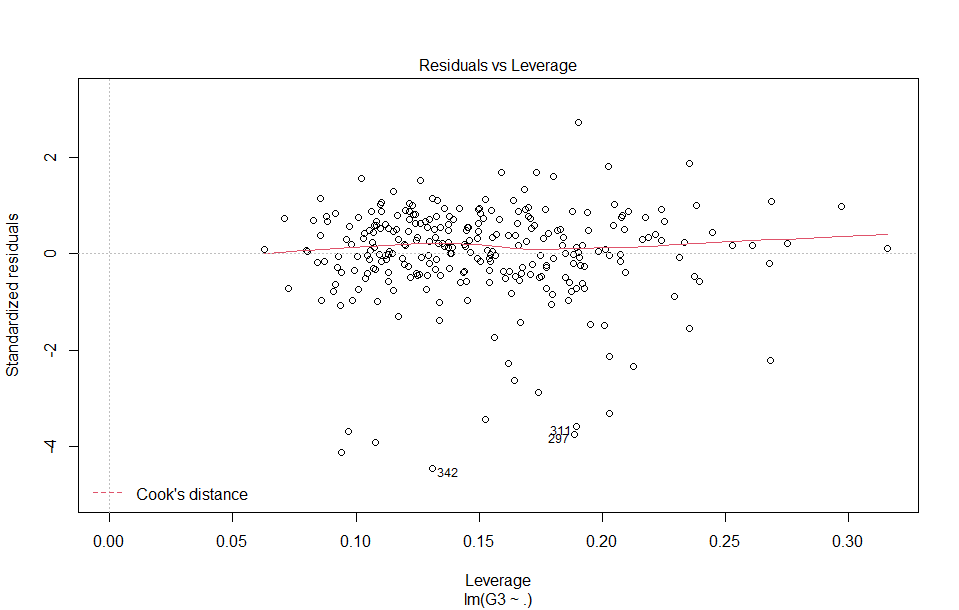 Residuals vs Leverage
Standardized residuals
2
0
-2
-4
311
297
342
Cook's distance
0.00 0.05 0.10 0.15 0.20 0.25 0.30
Leverage
lm(G3 ~ .)